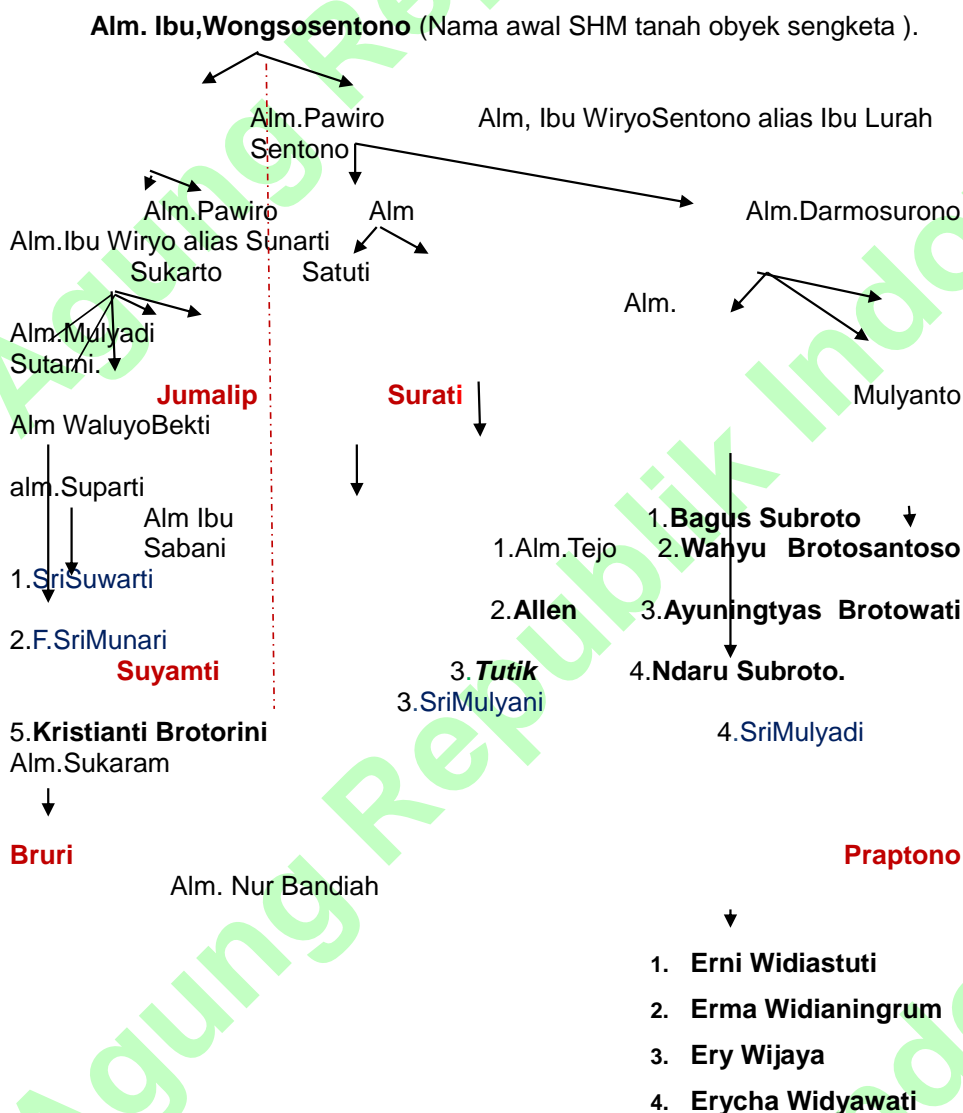 Alm. Ibu,Wongsosentono (Nama awal SHM tanah obyek sengketa ).
Alm.Pawiro Alm, Ibu WiryoSentono alias Ibu Lurah
Sentono
Alm.Pawiro Alm Alm.Darmosurono
Alm.Ibu Wiryo alias Sunarti
Sukarto Satuti
Alm.
Alm.Mulyadi
Sutarni.
Jumalip Surati Mulyanto
Alm WaluyoBekti
alm.Suparti
Alm Ibu 1.Bagus Subroto
Sabani 1.Alm.Tejo 2.Wahyu Brotosantoso
1.SriSuwarti
2.Allen 3.Ayuningtyas Brotowati
2.F.SriMunari
Suyamti 3.Tutik 4.Ndaru Subroto.
3.SriMulyani
5.Kristianti Brotorini 4.SriMulyadi
Alm.Sukaram
Bruri Praptono
Alm. Nur Bandiah
1. Erni Widiastuti
2. Erma Widianingrum
3. Ery Wijaya
4. Erycha Widyawati
Agung Republik Indo